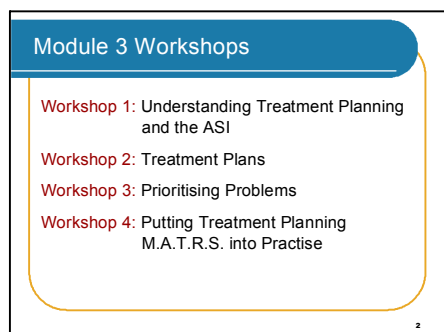 Module 3 Workshops
Workshop 1: Understanding Treatment Planning
and the ASI
Workshop 2: Treatment Plans
Workshop 3: Prioritising Problems
Workshop 4: Putting Treatment Planning
M.A.T.R.S. into Practise
2